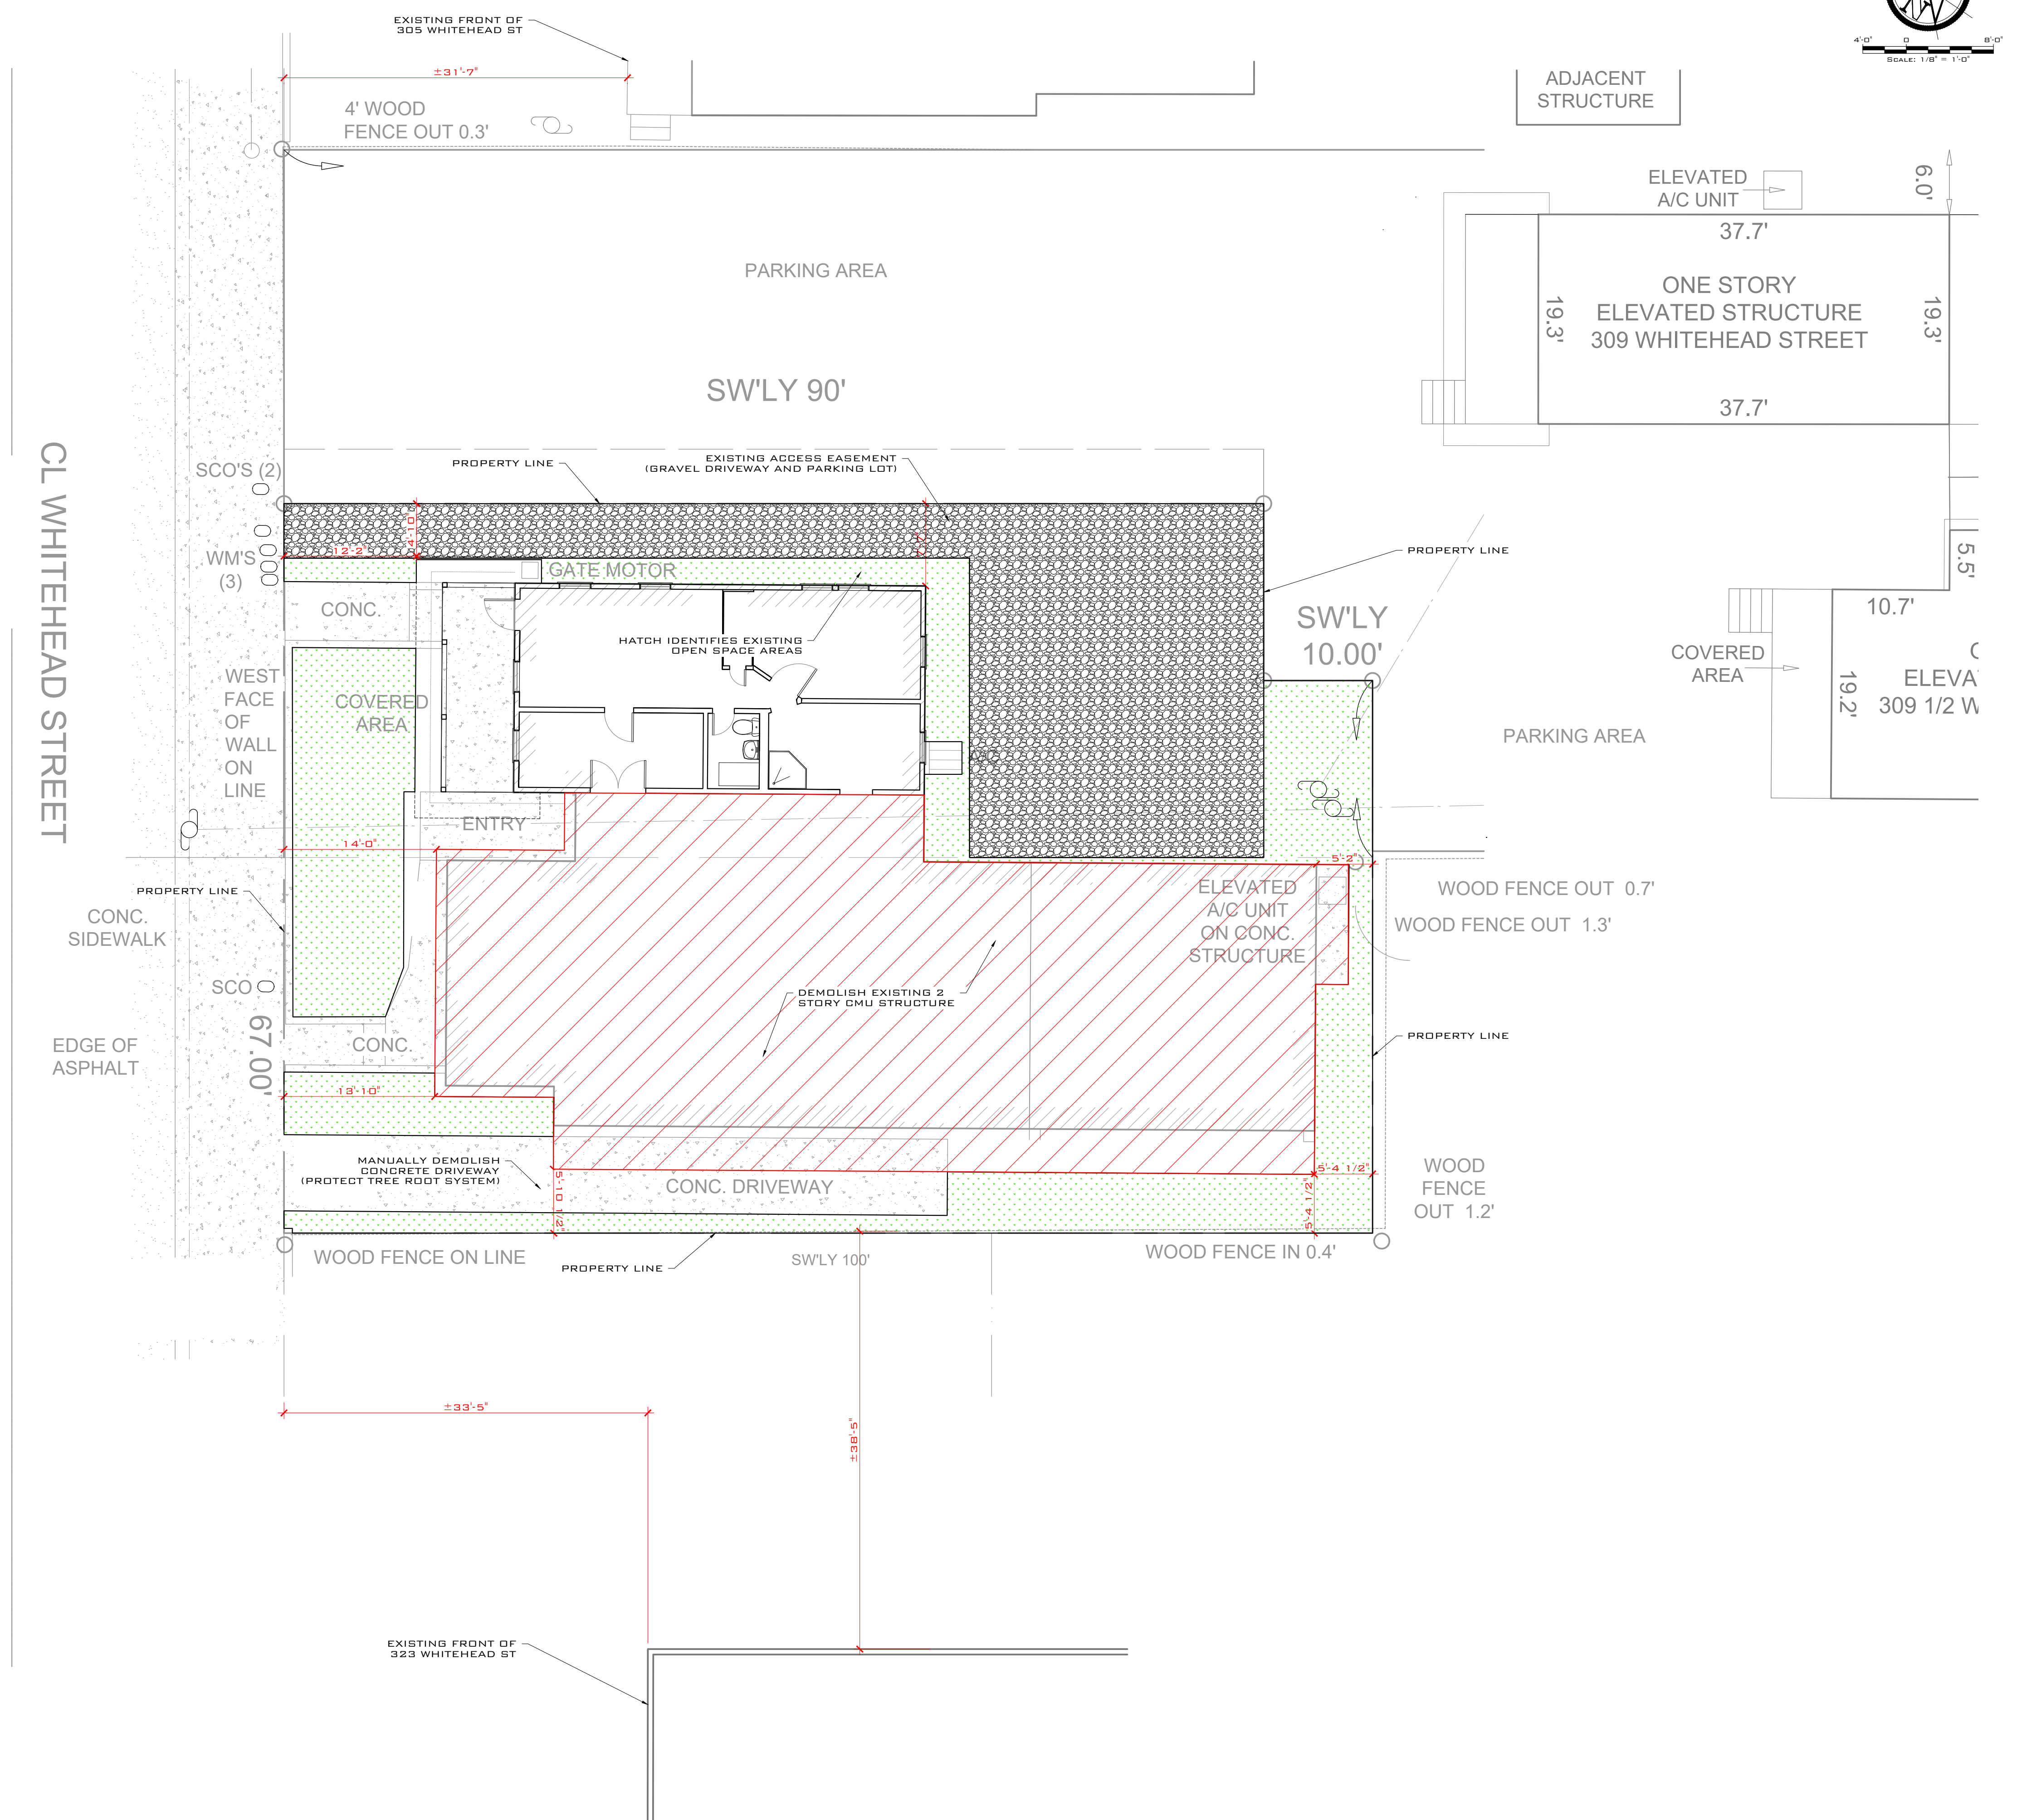 EXISTING FRONT OF
305 WHITEHEAD ST
±31'-7"
4' WOOD
FENCE OUT 0.3'
4'-0" 0 8'-0"
SCALE: 1/8" = 1'-0"
ADJACENT
STRUCTURE
ELEVATED
A/C UNIT
6.0'
37.7'
ONE STORY
ELEVATED STRUCTURE
309 WHITEHEAD STREET
19.3'
19.3'
37.7'
PARKING AREA
SW'LY 90'
CL WHITEHEAD STREET
SCO'S (2)
PROPERTY LINE
EXISTING ACCESS EASEMENT
(GRAVEL DRIVEWAY AND PARKING LOT)
4'-10"
12'-2"
WM'S
(3)
GATE MOTOR
PROPERTY LINE
5.5'
10.7'
CONC.
HATCH IDENTIFIES EXISTING
OPEN SPACE AREAS
SW'LY
10.00'
COVERED
AREA
19.2'
ELEVA
309 1/2 W
WEST
FACE
OF
WALL
ON
LINE
COVERED
AREA
A/C
PARKING AREA
ENTRY
14'-0"
5'-2"
PROPERTY LINE
CONC.
SIDEWALK
ELEVATED
A/C UNIT
ON CONC.
STRUCTURE
WOOD FENCE OUT 0.7'
WOOD FENCE OUT 1.3'
SCO
DEMOLISH EXISTING 2
STORY CMU STRUCTURE
67.00'
EDGE OF
ASPHALT
CONC.
PROPERTY LINE
13'-10"
MANUALLY DEMOLISH
CONCRETE DRIVEWAY
(PROTECT TREE ROOT SYSTEM)
5'-10 1/2"
CONC. DRIVEWAY
5'-4 1/2"
5'-4 1/2"
WOOD
FENCE
OUT 1.2'
WOOD FENCE ON LINE
PROPERTY LINE
SW'LY 100'
WOOD FENCE IN 0.4'
±33'-5"
±38'-5"
EXISTING FRONT OF
323 WHITEHEAD ST